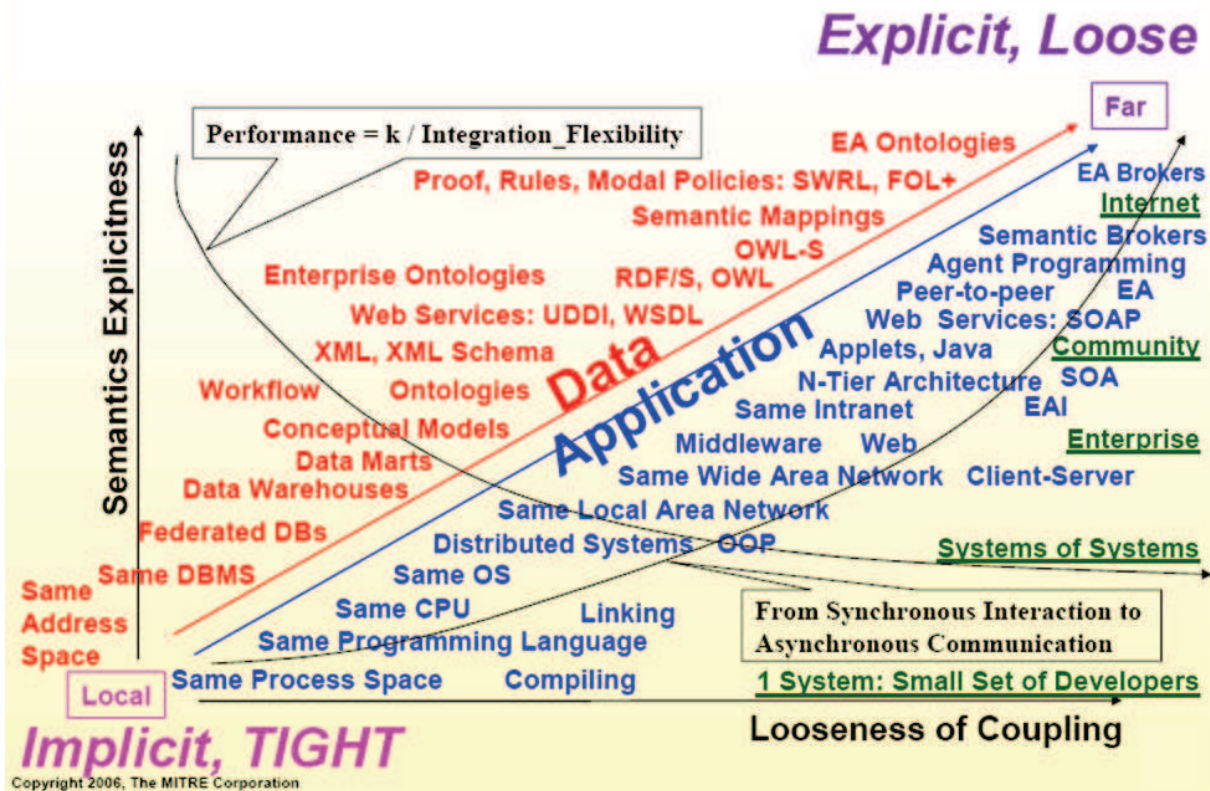 Explicit, Loose
Far
Performance = k / Integration_Flexibility
EA Ontologies
Proof, Rules, Modal Policies: SWRL, FOL+
EA Brokers
Internet
Semantic Mappings
Semantic Brokers
OWL-S
Agent Programming
Enterprise Ontologies
RDF/S, OWL
Peer-to-peer
EA
Web Services: UDDI, WSDL
Web Services: SOAP
XML, XML Schema
Applets, Java
Community
Workflow
Ontologies
N-Tier Architecture
SOA
Data
Application
Same Intranet
EAI
Conceptual Models
Middleware
Web
Enterprise
Data Marts
Same Wide Area Network
Client-Server
Data Warehouses
Same Local Area Network
Federated DBs
Distributed Systems
OOP
Systems of Systems
Same DBMS
Same OS
Same
Address
Space
Same CPU
Linking
From Synchronous Interaction to
Asynchronous Communication
Same Programming Language
Local
Same Process Space
Compiling
1 System: Small Set of Developers
Semantics Explicitness
Looseness of Coupling
Implicit, TIGHT
Copyright 2006, The MITRE Corporation